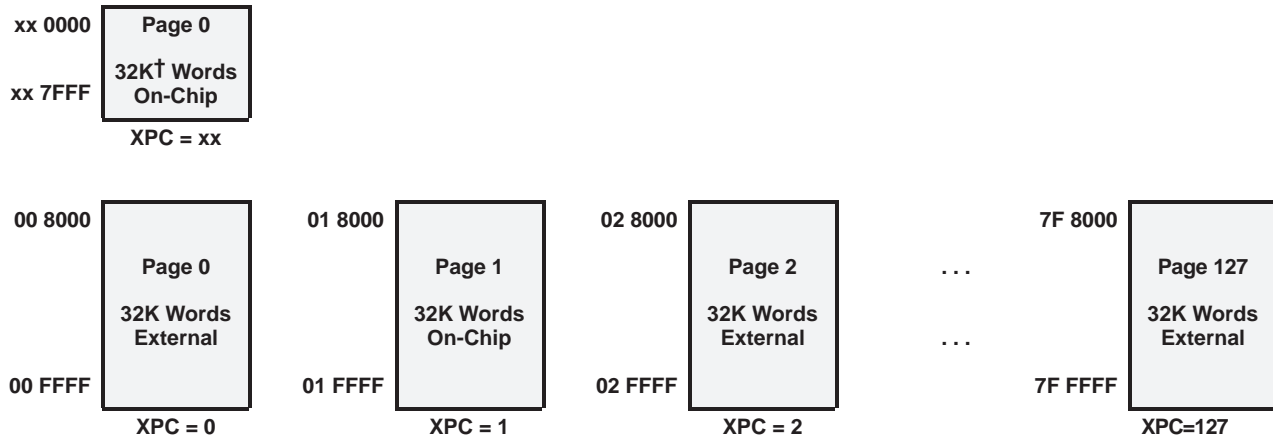 xx 0000
Page 0
32K† Words
xx 7FFF
On-Chip
XPC = xx
00 8000
01 8000
02 8000
7F 8000
Page 0
Page 1
Page 2
. . .
Page 127
32K Words
32K Words
32K Words
32K Words
External
On-Chip
External
. . .
External
00 FFFF
01 FFFF
02 FFFF
7F FFFF
XPC = 0
XPC = 1
XPC = 2
XPC=127